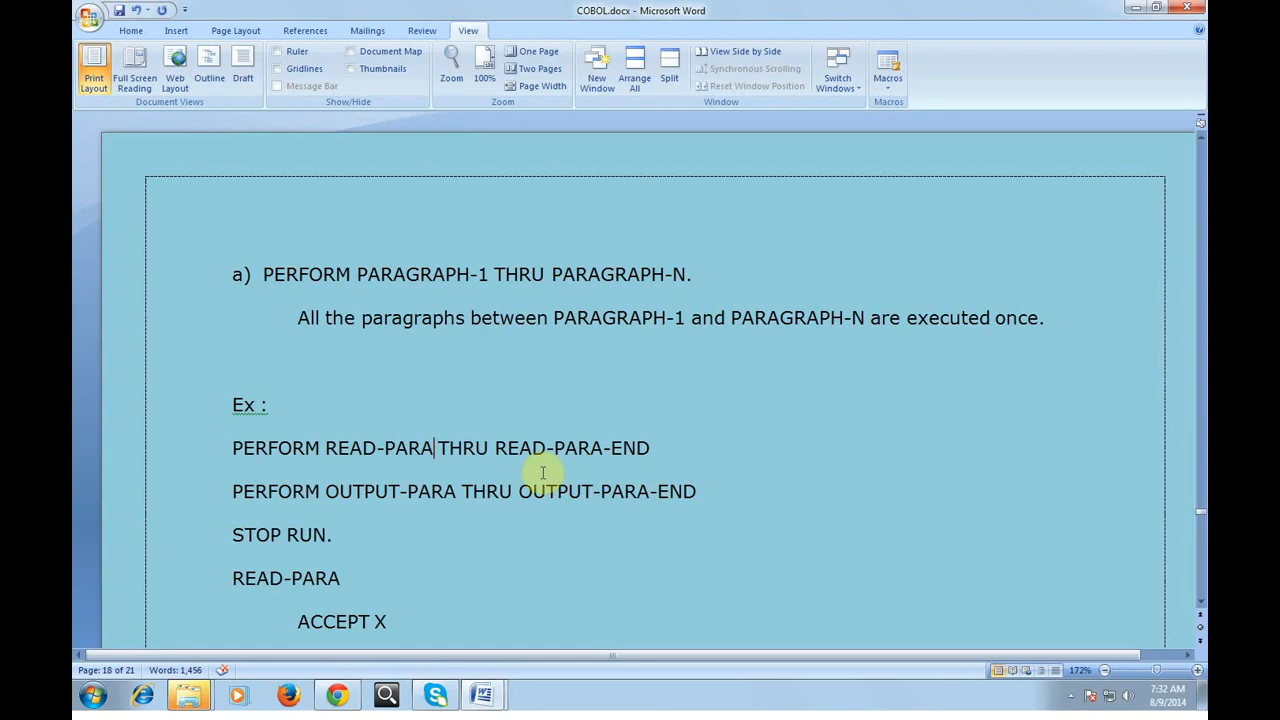 COBOL.docx - Microsoft Word
Home Insert Page Layout References Mailings Review View
Print Layout
Full Screen Reading
Web Layout
Outline
Draft
Document Views
Ruler
Gridlines
Message Bar
Document Map
Thumbnails
Show/Hide
Zoom
100%
One Page
Two Pages
Page Width
Zoom
New Window
Arrange All
Split
View Side by Side
Synchronous Scrolling
Reset Window Position
Switch Windows
Window
Macros
Macros
a) PERFORM PARAGRAPH-1 THRU PARAGRAPH-N.
All the paragraphs between PARAGRAPH-1 and PARAGRAPH-N are executed once.
Ex :
PERFORM READ-PARA THRU READ-PARA-END
PERFORM OUTPUT-PARA THRU OUTPUT-PARA-END
STOP RUN.
READ-PARA
ACCEPT X
Page: 18 of 21 Words: 1,456 172%
7:32 AM
8/9/2014